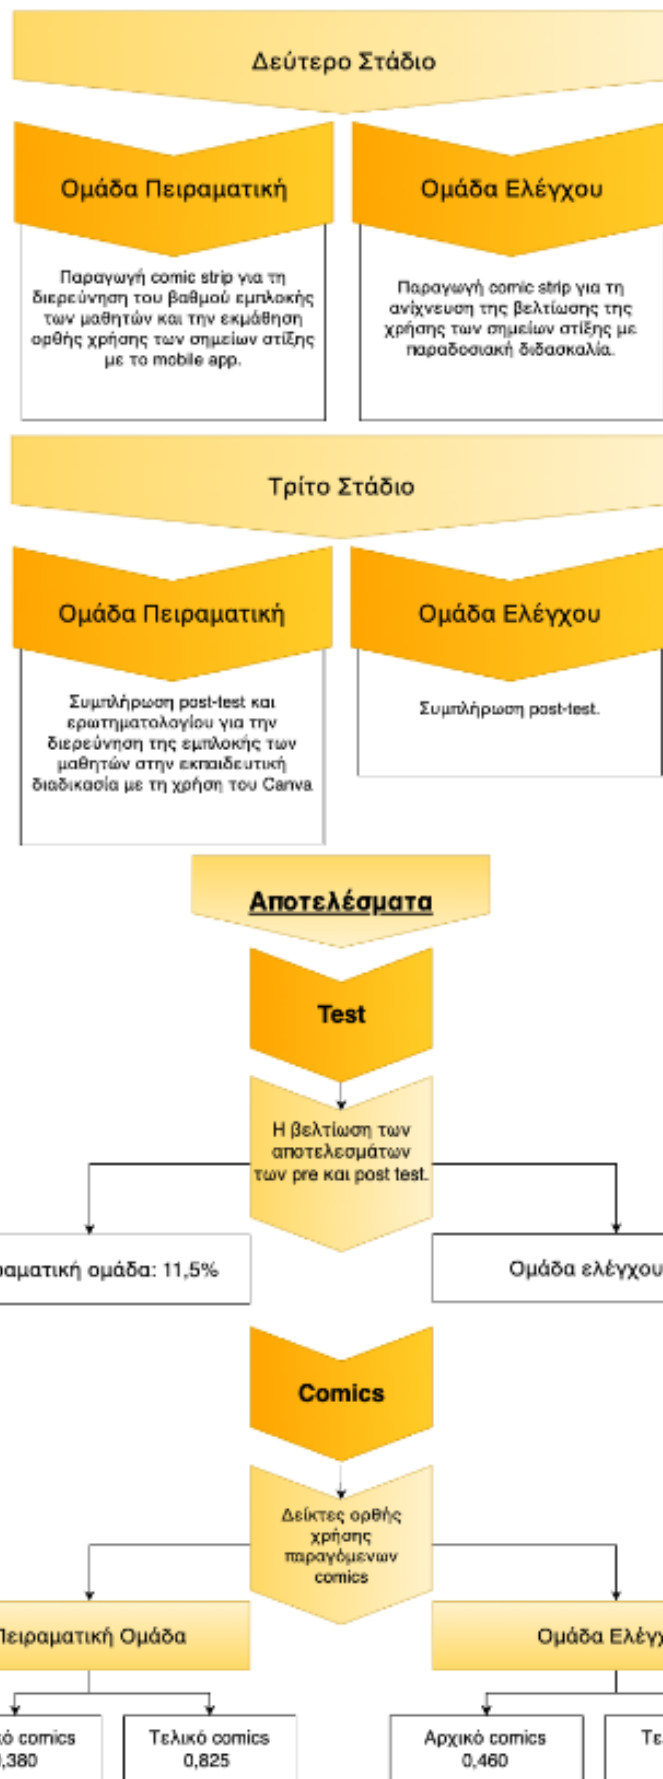 Δεύτερο Στάδιο
Ομάδα Πειραματική
Ομάδα Ελέγχου
Παραγωγή comic strip για τη
διερεύνηση του βαθμού εμπλοκής
των μαθητών και την εκμάθηση
ορθής χρήσης των σημείων στίξης
με το mobile app.
Παραγωγή comic strip για τη
ανίχνευση της βελτίωσης της
χρήσης των σημείων στίξης με
παραδοσιακή διδασκαλία.
Τρίτο Στάδιο
Ομάδα Πειραματική
Ομάδα Ελέγχου
Συμπλήρωση post-test και
ερωτηματολογίου για την
διερεύνηση της εμπλοκής των
μαθητών στην εκπαιδευτική
διαδικασία με τη χρήση του Canva
Συμπλήρωση post-test.
Αποτελέσματα
Test
Η βελτίωση των
αποτελεσμάτων
των pre και post test.
ομάδα: 11,5%
Ομάδα ελέγχου
Comics
Δείκτες ορθής
χρήσης
παραγόμενων
comics
Πειραματική Ομάδα
Ομάδα
comics
Τελικό comics
0,825
Αρχικό comics
0,460